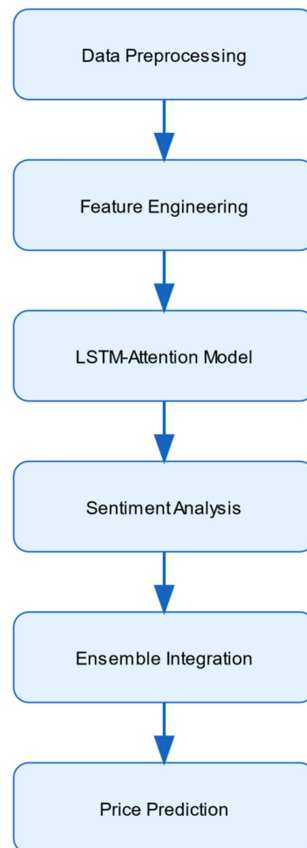 Data Preprocessing
Feature Engineering
LSTM-Attention Model
Sentiment Analysis
Ensemble Integration
Price Prediction